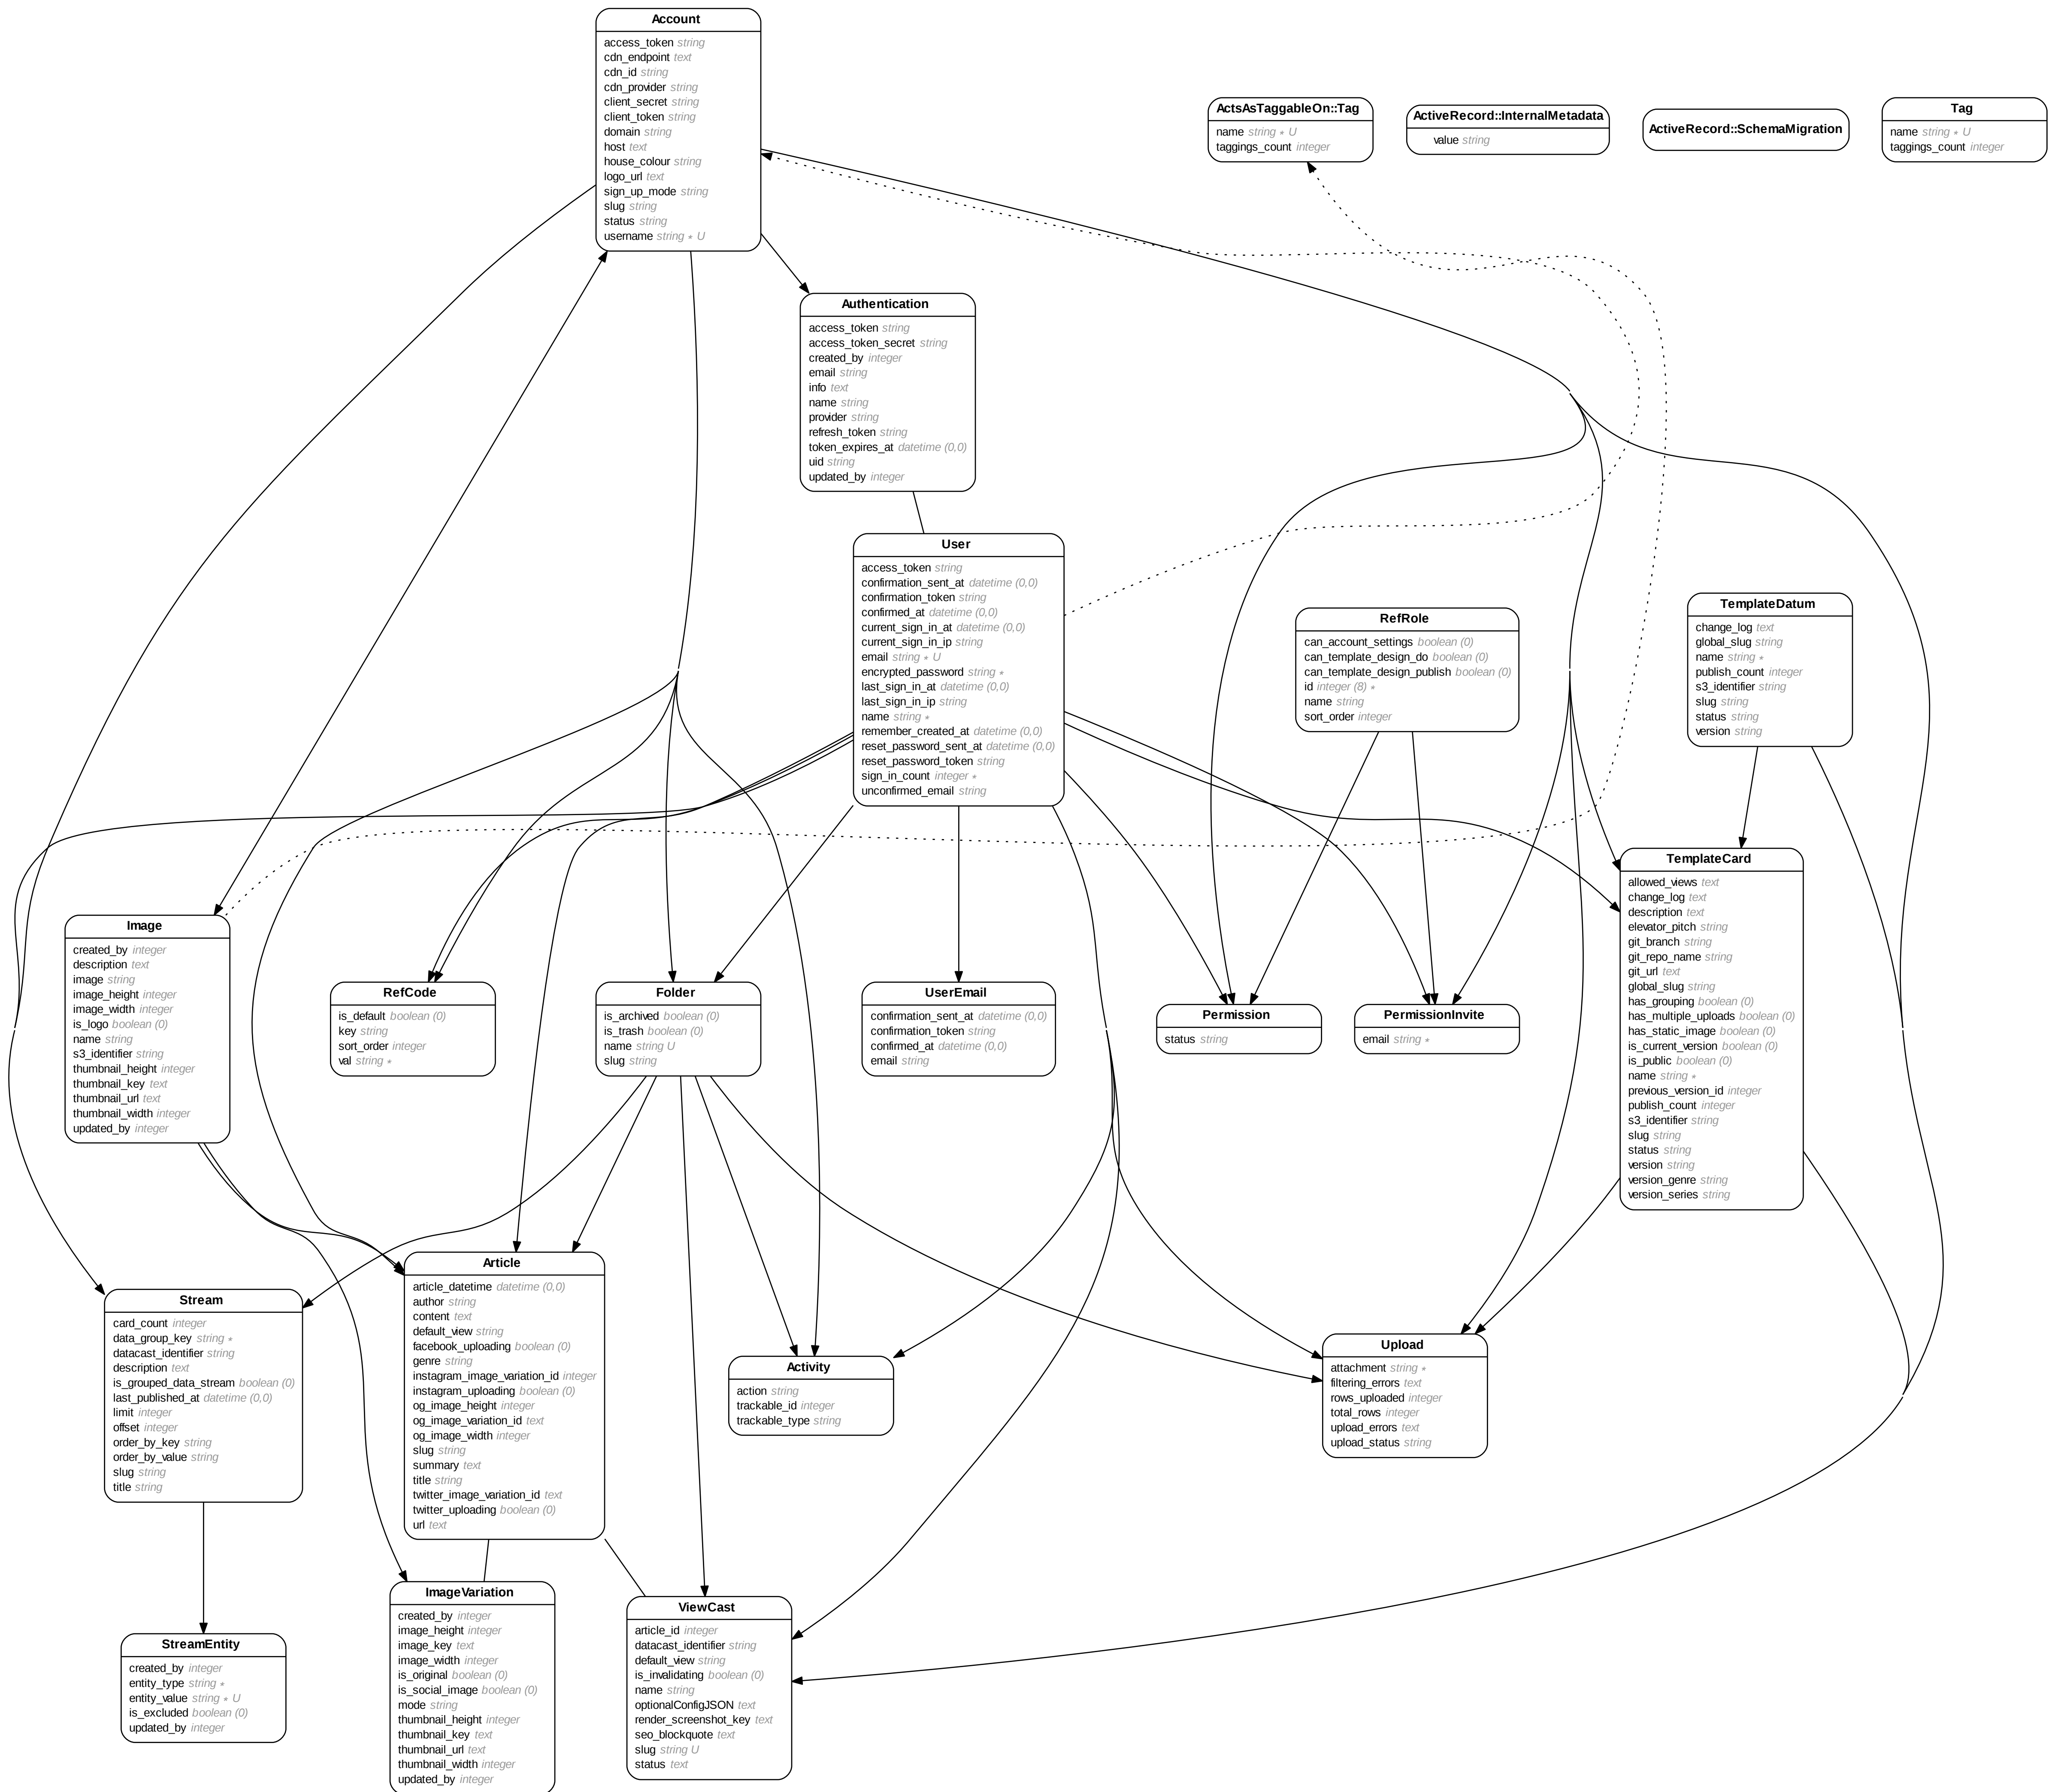 Account
access_token string
cdn_endpoint text
cdn_id string
cdn_provider string
client_secret string
client_token string
domain string
host text
house_colour string
logo_url text
sign_up_mode string
slug string
status string
username string ∗ U
ActsAsTaggableOn::Tag
name string ∗ U
taggings_count integer
ActiveRecord::InternalMetadata
value string
ActiveRecord::SchemaMigration
Tag
name string ∗ U
taggings_count integer
Authentication
access_token string
access_token_secret string
created_by integer
email string
info text
name string
provider string
refresh_token string
token_expires_at datetime (0,0)
uid string
updated_by integer
User
access_token string
confirmation_sent_at datetime (0,0)
confirmation_token string
confirmed_at datetime (0,0)
current_sign_in_at datetime (0,0)
current_sign_in_ip string
email string ∗ U
encrypted_password string ∗
last_sign_in_at datetime (0,0)
last_sign_in_ip string
name string ∗
remember_created_at datetime (0,0)
reset_password_sent_at datetime (0,0)
reset_password_token string
sign_in_count integer ∗
unconfirmed_email string
RefRole
can_account_settings boolean (0)
can_template_design_do boolean (0)
can_template_design_publish boolean (0)
id integer (8) ∗
name string
sort_order integer
TemplateDatum
change_log text
global_slug string
name string ∗
publish_count integer
s3_identifier string
slug string
status string
version string
TemplateCard
allowed_views text
change_log text
description text
elevator_pitch string
git_branch string
git_repo_name string
git_url text
global_slug string
has_grouping boolean (0)
has_multiple_uploads boolean (0)
has_static_image boolean (0)
is_current_version boolean (0)
is_public boolean (0)
name string ∗
previous_version_id integer
publish_count integer
s3_identifier string
slug string
status string
version string
version_genre string
version_series string
Image
created_by integer
description text
image string
image_height integer
image_width integer
is_logo boolean (0)
name string
s3_identifier string
thumbnail_height integer
thumbnail_key text
thumbnail_url text
thumbnail_width integer
updated_by integer
RefCode
is_default boolean (0)
key string
sort_order integer
val string ∗
Folder
is_archived boolean (0)
is_trash boolean (0)
name string U
slug string
UserEmail
confirmation_sent_at datetime (0,0)
confirmation_token string
confirmed_at datetime (0,0)
email string
Permission
status string
PermissionInvite
email string ∗
Stream
card_count integer
data_group_key string ∗
datacast_identifier string
description text
is_grouped_data_stream boolean (0)
last_published_at datetime (0,0)
limit integer
offset integer
order_by_key string
order_by_value string
slug string
title string
Article
article_datetime datetime (0,0)
author string
content text
default_view string
facebook_uploading boolean (0)
genre string
instagram_image_variation_id integer
instagram_uploading boolean (0)
og_image_height integer
og_image_variation_id text
og_image_width integer
slug string
summary text
title string
twitter_image_variation_id text
twitter_uploading boolean (0)
url text
Activity
action string
trackable_id integer
trackable_type string
Upload
attachment string ∗
filtering_errors text
rows_uploaded integer
total_rows integer
upload_errors text
upload_status string
StreamEntity
created_by integer
entity_type string ∗
entity_value string ∗ U
is_excluded boolean (0)
updated_by integer
ImageVariation
created_by integer
image_height integer
image_key text
image_width integer
is_original boolean (0)
is_social_image boolean (0)
mode string
thumbnail_height integer
thumbnail_key text
thumbnail_url text
thumbnail_width integer
updated_by integer
ViewCast
article_id integer
datacast_identifier string
default_view string
is_invalidating boolean (0)
name string
optionalConfigJSON text
render_screenshot_key text
seo_blockquote text
slug string U
status text